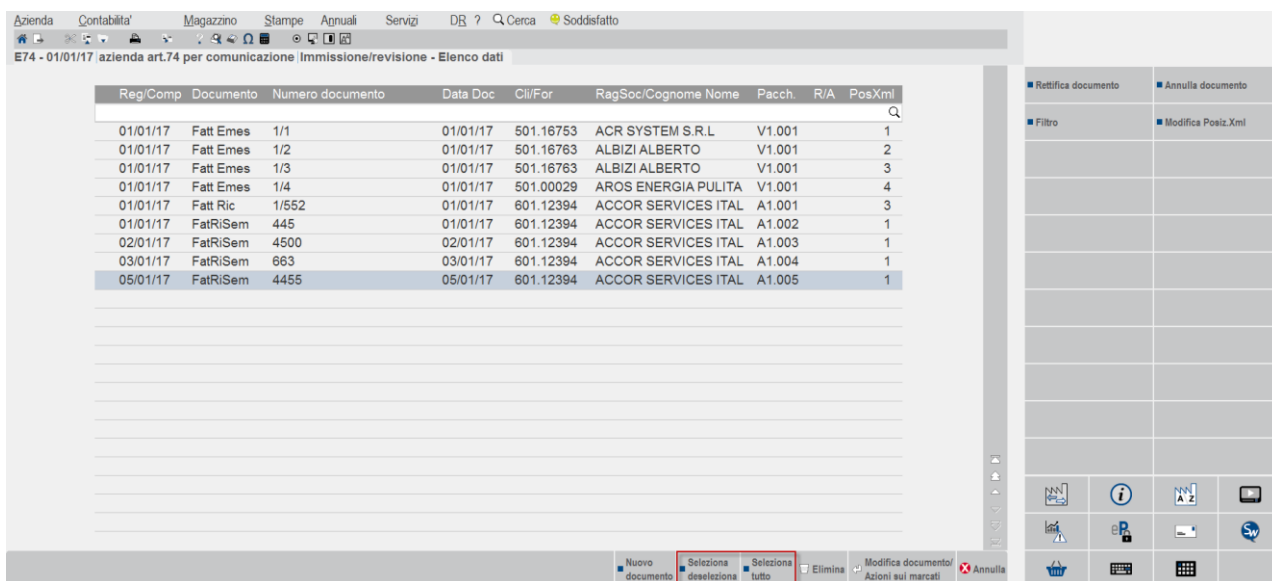 Azienda Contabilita' Magazzino Stampe Annuali Servizi DR ? Cerca Soddisfatto
E74 - 01/01/17 azienda art.74 per comunicazione Immissione/revisione - Elenco dati
Rettifica documento Annulla documento
Reg/Comp Documento Numero documento Data Doc Cli/For RagSoc/Cognome Nome Pacch. R/A PosXml
Filtro Modifica Posiz.Xml
01/01/17 Fatt Emes 1/1 01/01/17 501.16753 ACR SYSTEM S.R.L V1.001 1
01/01/17 Fatt Emes 1/2 01/01/17 501.16763 ALBIZI ALBERTO V1.001 2
01/01/17 Fatt Emes 1/3 01/01/17 501.16763 ALBIZI ALBERTO V1.001 3
01/01/17 Fatt Emes 1/4 01/01/17 501.00029 AROS ENERGIA PULITA V1.001 4
01/01/17 Fatt Ric 1/552 01/01/17 601.12394 ACCOR SERVICES ITAL A1.001 3
01/01/17 FatRiSem 445 01/01/17 601.12394 ACCOR SERVICES ITAL A1.002 1
02/01/17 FatRiSem 4500 02/01/17 601.12394 ACCOR SERVICES ITAL A1.003 1
03/01/17 FatRiSem 663 03/01/17 601.12394 ACCOR SERVICES ITAL A1.004 1
05/01/17 FatRiSem 4455 05/01/17 601.12394 ACCOR SERVICES ITAL A1.005 1
i A Z
eP Sw
Nuovo documento
Seleziona deseleziona
Seleziona tutto
Elimina
Modifica documento/
Azioni sui marcati
Annulla